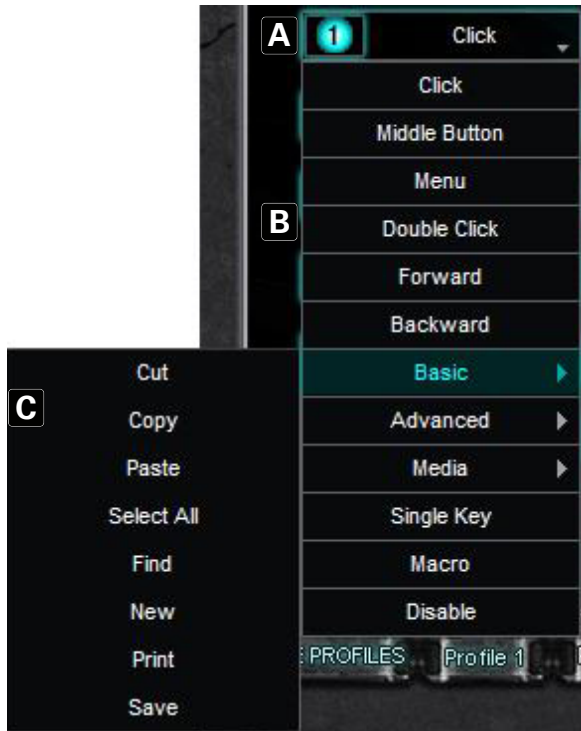 A
1
Click
Click
Middle Button
Menu
B
Double Click
Forward
Backward
Basic
Advanced
Media
Single Key
Macro
Disable
C
Cut
Copy
Paste
Select All
Find
New
Print
Save
PROFILES
Profile 1